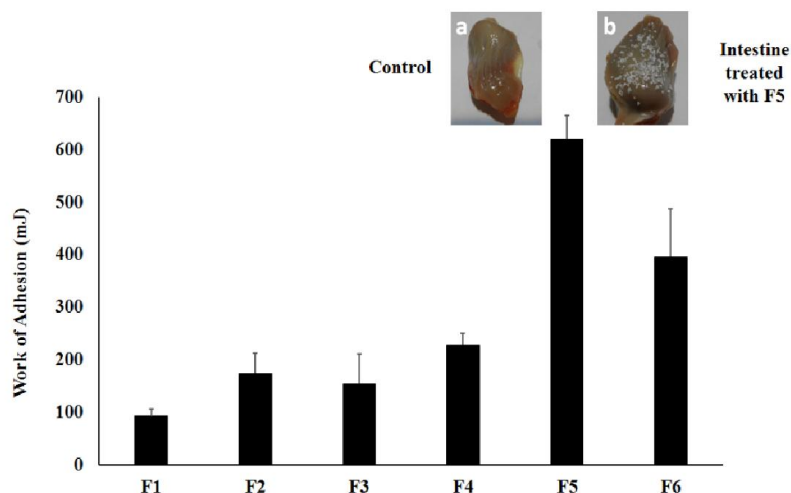 a
b
Control
Intestine
treated
with F5
700
600
500
400
300
200
100
0
Work of Adhesion (mJ)
F1 F2 F3 F4 F5 F6